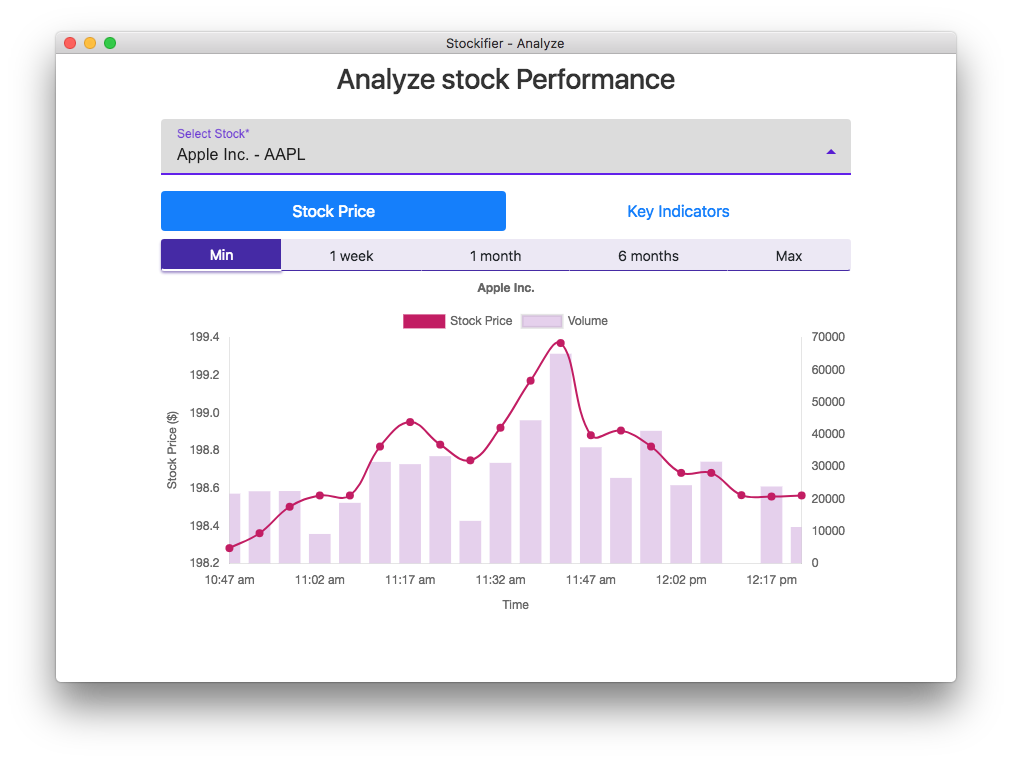 Stockifier - Analyze
Analyze stock Performance
Select Stock*
Apple Inc. - AAPL
Stock Price Key Indicators
Min 1 week 1 month 6 months Max
Apple Inc.
Stock Price Volume
199.4 70000
60000
199.2
50000
199.0
40000
198.8
30000
198.6
20000
198.4
10000
198.2 0
Stock Price ($)
10:47 am 11:02 am 11:17 am 11:32 am 11:47 am 12:02 pm 12:17 pm
Time